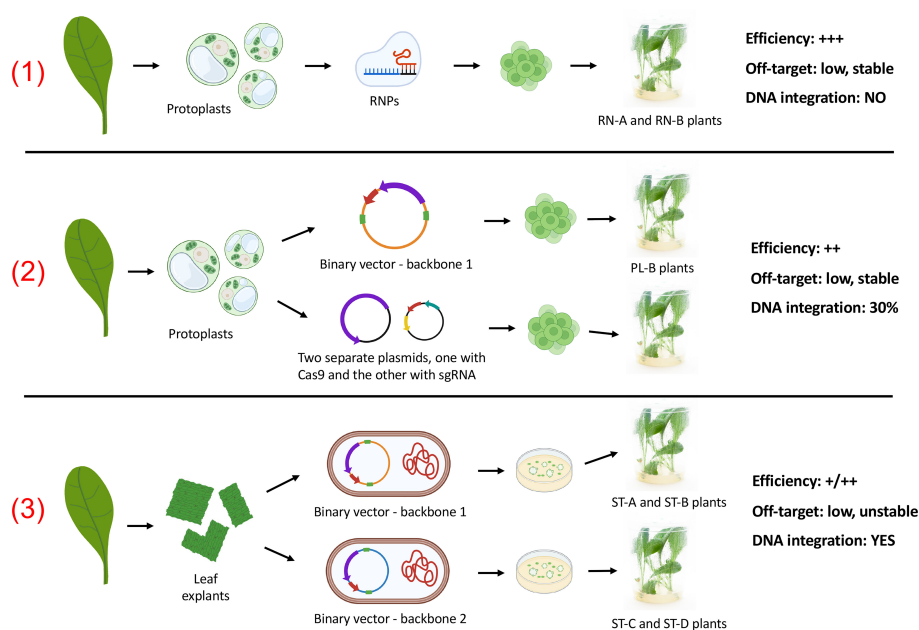 (1)
Protoplasts
RNPs
RN-A and RN-B plants
Efficiency: +++
Off-target: low, stable
DNA integration: NO
(2)
Protoplasts
Binary vector - backbone 1
PL-B plants
Two separate plasmids, one with
Cas9 and the other with sgRNA
Efficiency: ++
Off-target: low, stable
DNA integration: 30%
(3)
Leaf
explants
Binary vector - backbone 1
ST-A and ST-B plants
Binary vector - backbone 2
ST-C and ST-D plants
Efficiency: +/++
Off-target: low, unstable
DNA integration: YES